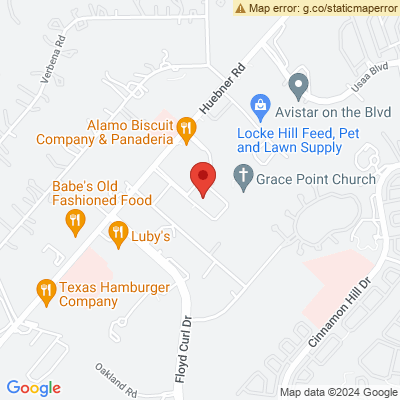 Map error: g.co/staticmaperror
Verbena Rd
Huebner Rd
Usaa Blvd
Avistar on the Blvd
Alamo Biscuit
Company & Panaderia
Locke Hill Feed, Pet
and Lawn Supply
Grace Point Church
Babe's Old
Fashioned Food
Luby's
Texas Hamburger
Company
Floyd Curl Dr
Cinnamon Hill Dr
Oakland Rd
Google
Map data ©2024 Google